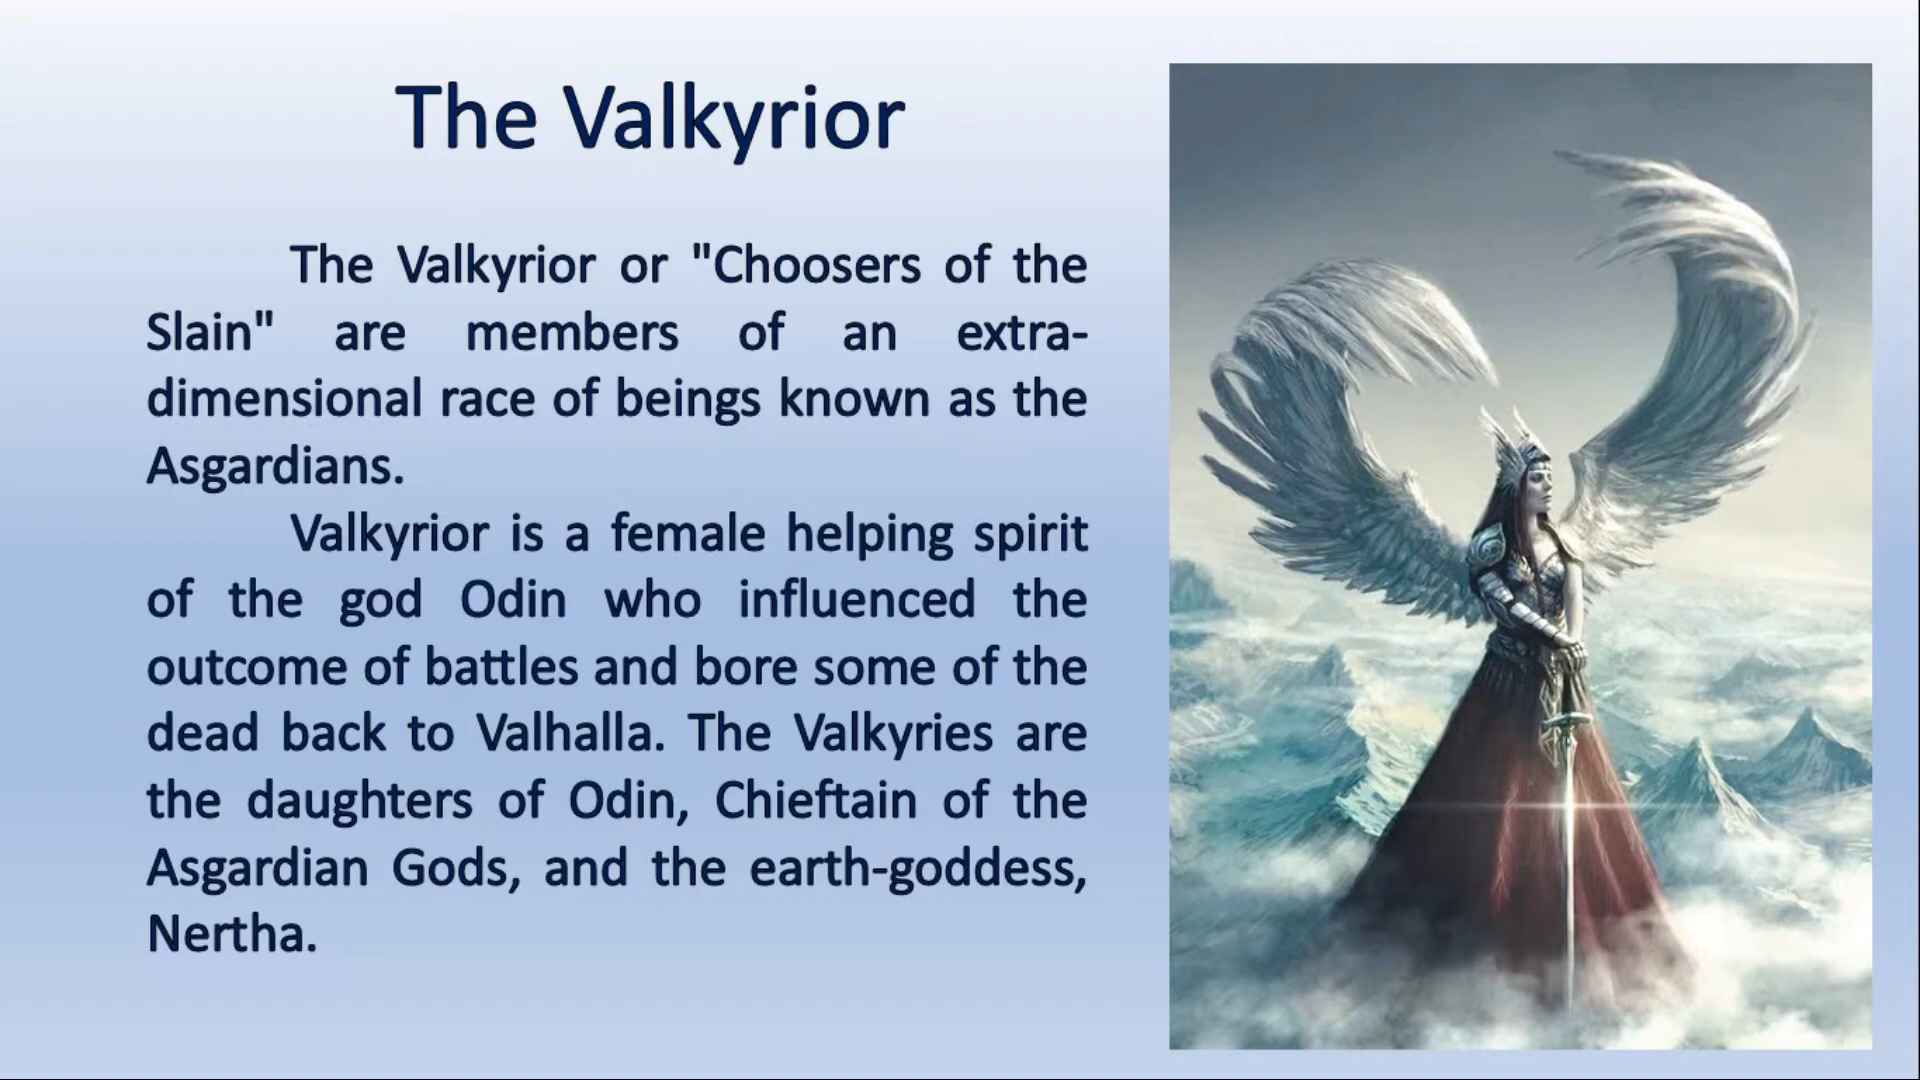 The Valkyrior
The Valkyrior or "Choosers of the
Slain" are members of an extra-
dimensional race of beings known as the
Asgardians.
Valkyrior is a female helping spirit
of the god Odin who influenced the
outcome of battles and bore some of the
dead back to Valhalla. The Valkyries are
the daughters of Odin, Chieftain of the
Asgardian Gods, and the earth-goddess,
Nertha.